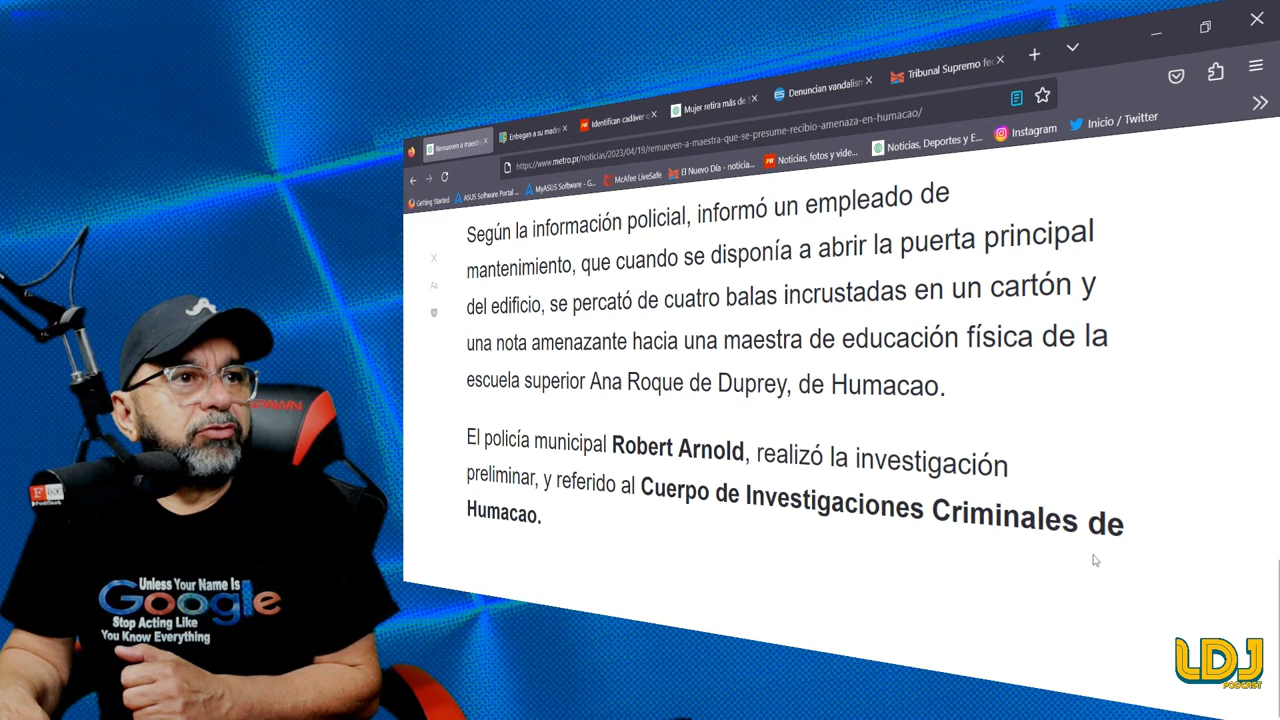 Remueven a maestr
Entregan a su madre
Identifican cadáver
Mujer retira más de
Denuncian vandalism
Tribunal Supremo fed
https://www.metro.pr/noticias/2023/04/19/remueven-a-maestra-que-se-presume-recibio-amenaza-en-humacao/
Getting Started
ASUS Software Portal ...
MyASUS Software - G...
McAfee LiveSafe
El Nuevo Día - noticia...
Noticias, fotos y vide...
Noticias, Deportes y E...
Instagram
Inicio / Twitter
Según la información policial, informó un empleado de
mantenimiento, que cuando se disponía a abrir la puerta principal
del edificio, se percató de cuatro balas incrustadas en un cartón y
una nota amenazante hacia una maestra de educación física de la
escuela superior Ana Roque de Duprey, de Humacao.
El policía municipal Robert Arnold, realizó la investigación
preliminar, y referido al Cuerpo de Investigaciones Criminales de
Humacao.
Aa
Unless Your Name Is
Google
Stop Acting Like
You Know Everything
LDJ
PODCAST